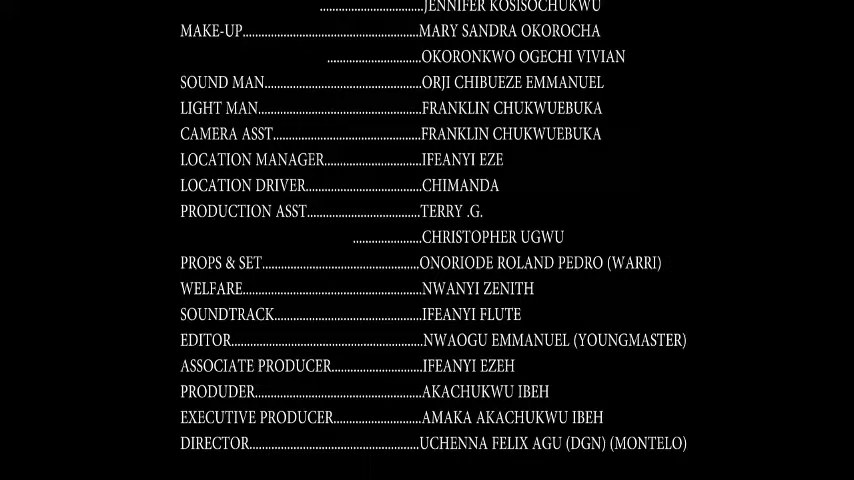 ........................................JENNIFER KOSISOCHUKWU
MAKE-UP........................................MARY SANDRA OKOROCHA
........................................OKORONKWO OGECHI VIVIAN
SOUND MAN........................................ORJI CHIBUEZE EMMANUEL
LIGHT MAN........................................FRANKLIN CHUKWUEBUKA
CAMERA ASST........................................FRANKLIN CHUKWUEBUKA
LOCATION MANAGER................................IFEANYI EZE
LOCATION DRIVER......................................CHIMANDA
PRODUCTION ASST.....................................TERRY .G.
.......................CHRISTOPHER UGWU
PROPS & SET........................................ONORIODE ROLAND PEDRO (WARRI)
WELFARE........................................NWANYI ZENITH
SOUNDTRACK........................................IFEANYI FLUTE
EDITOR........................................NWAOGU EMMANUEL (YOUNGMASTER)
ASSOCIATE PRODUCER..............................IFEANYI EZEH
PRODUDER........................................AKACHUKWU IBEH
EXECUTIVE PRODUCER.............................AMAKA AKACHUKWU IBEH
DIRECTOR........................................UCHENNA FELIX AGU (DGN) (MONTELO)